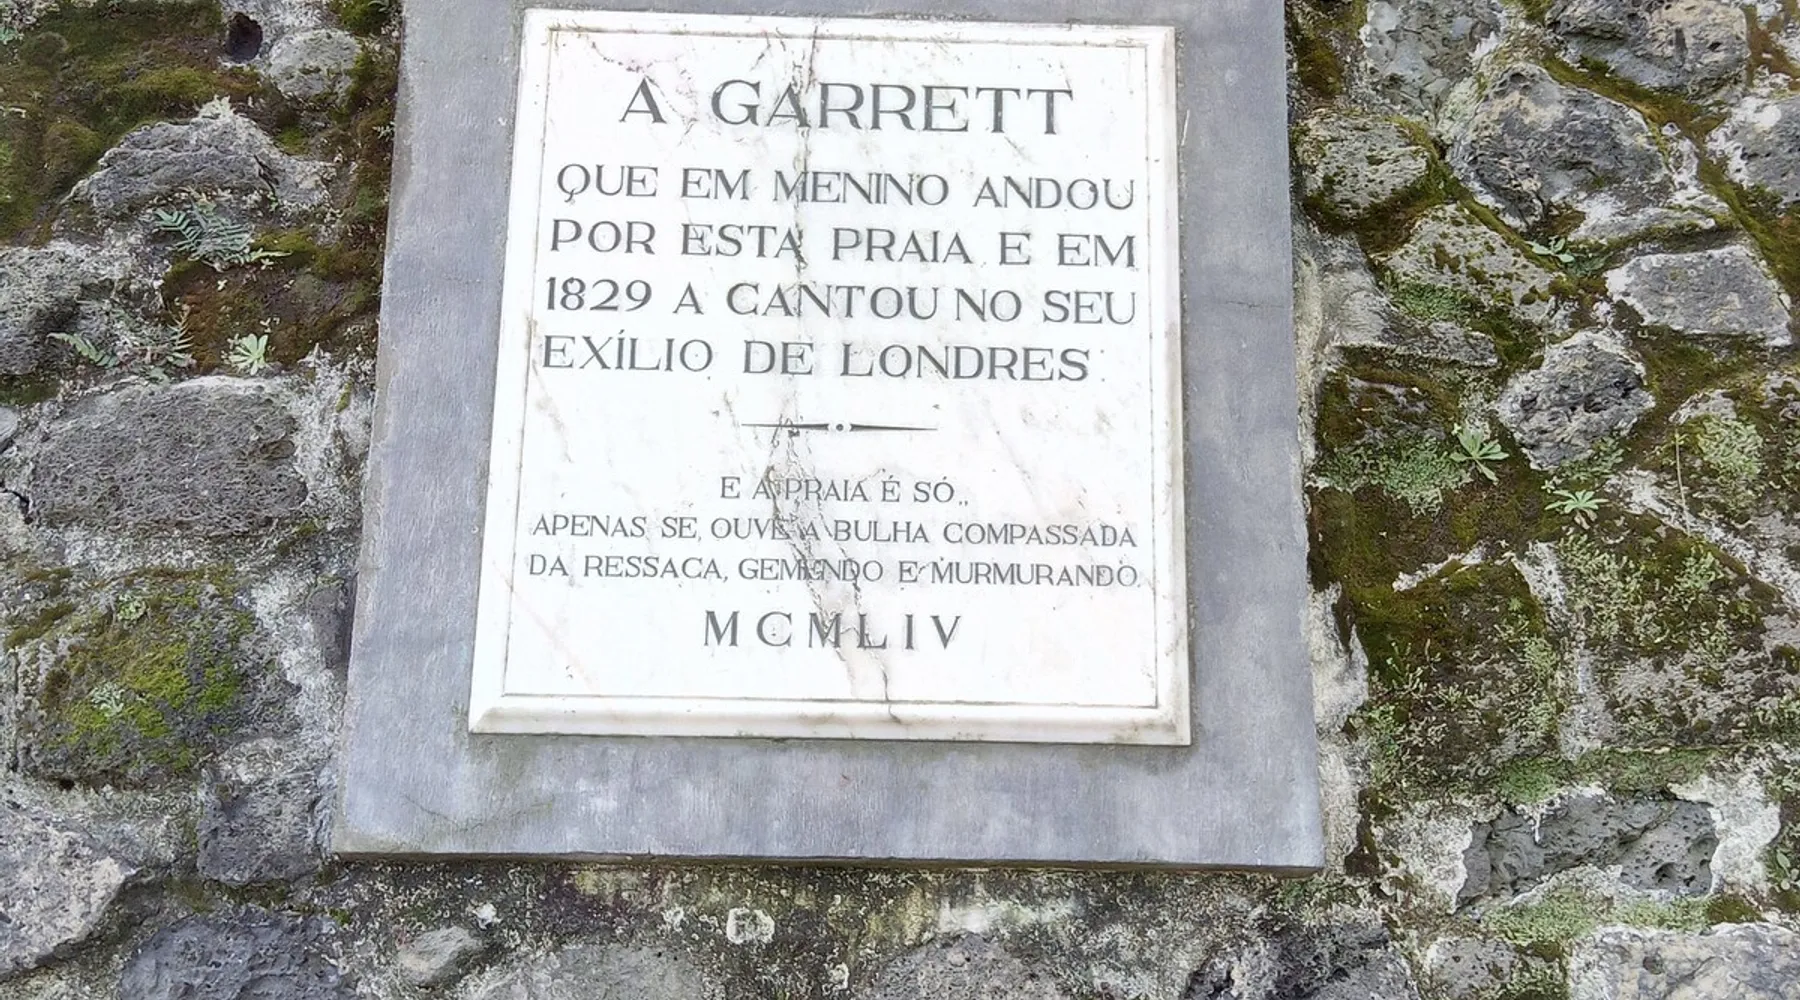 A GARRETT
QUE EM MENINO ANDOU
POR ESTA PRAIA E EM
1829 A CANTOU NO SEU
EXÍLIO DE LONDRES:
E A PRAIA É SÓ...
APENAS SE OUVE A BULHA COMPASSADA
DA RESSACA, GEMENDO E MURMURANDO.
MCMLIV